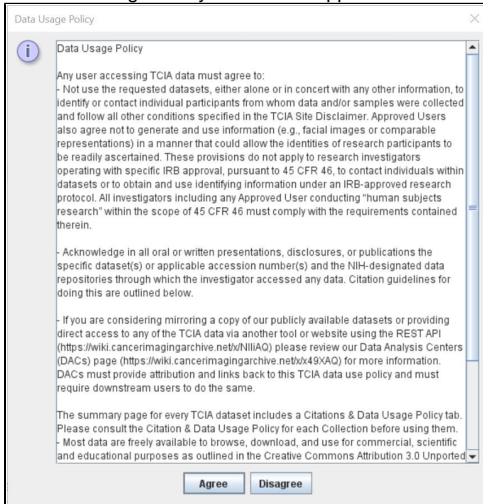 Data Usage Policy
Data Usage Policy
Any user accessing TCIA data must agree to:
- Not use the requested datasets, either alone or in concert with any other information, to
identify or contact individual participants from whom data and/or samples were collected
and follow all other conditions specified in the TCIA Site Disclaimer. Approved Users
also agree not to generate and use information (e.g., facial images or comparable
representations) in a manner that could allow the identities of research participants to
be readily ascertained. These provisions do not apply to research investigators
operating with specific IRB approval, pursuant to 45 CFR 46, to contact individuals within
datasets or to obtain and use identifying information under an IRB-approved research
protocol. All investigators including any Approved User conducting "human subjects
research" within the scope of 45 CFR 46 must comply with the requirements contained
therein.
- Acknowledge in all oral or written presentations, disclosures, or publications the
specific dataset(s) or applicable accession number(s) and the NIH-designated data
repositories through which the investigator accessed any data. Citation guidelines for
doing this are outlined below.
- If you are considering mirroring a copy of our publicly available datasets or providing
direct access to any of the TCIA data via another tool or website using the REST API
(https://wiki.cancerimagingarchive.net/x/NIIiAQ) please review our Data Analysis Centers
(DACs) page (https://wiki.cancerimagingarchive.net/x/x49XAQ) for more information.
DACs must provide attribution and links back to this TCIA data use policy and must
require downstream users to do the same.
The summary page for every TCIA dataset includes a Citations & Data Usage Policy tab.
Please consult the Citation & Data Usage Policy for each Collection before using them.
- Most data are freely available to browse, download, and use for commercial, scientific
and educational purposes as outlined in the Creative Commons Attribution 3.0 Unported
Agree Disagree